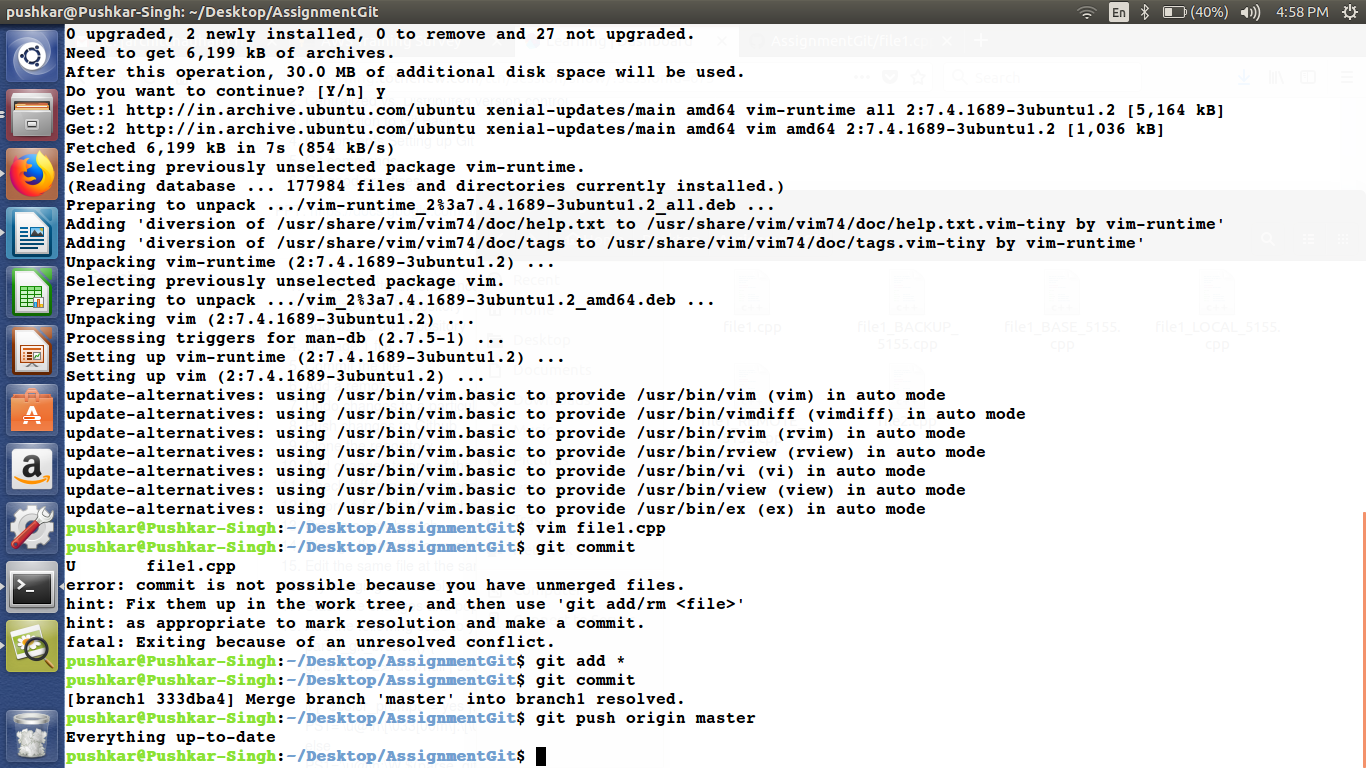 pushkar@Pushkar-Singh: ~/Desktop/AssignmentGit
En
(40%)
4:58 PM
0 upgraded, 2 newly installed, 0 to remove and 27 not upgraded.
Need to get 6,199 kB of archives.
After this operation, 30.0 MB of additional disk space will be used.
Do you want to continue? [Y/n] y
Get:1 http://in.archive.ubuntu.com/ubuntu xenial-updates/main amd64 vim-runtime all 2:7.4.1689-3ubuntu1.2 [5,164 kB]
Get:2 http://in.archive.ubuntu.com/ubuntu xenial-updates/main amd64 vim amd64 2:7.4.1689-3ubuntu1.2 [1,036 kB]
Fetched 6,199 kB in 7s (854 kB/s)
Selecting previously unselected package vim-runtime.
(Reading database ... 177984 files and directories currently installed.)
Preparing to unpack .../vim-runtime_2%3a7.4.1689-3ubuntu1.2_all.deb ...
Adding 'diversion of /usr/share/vim/vim74/doc/help.txt to /usr/share/vim/vim74/doc/help.txt.vim-tiny by vim-runtime'
Adding 'diversion of /usr/share/vim/vim74/doc/tags to /usr/share/vim/vim74/doc/tags.vim-tiny by vim-runtime'
Unpacking vim-runtime (2:7.4.1689-3ubuntu1.2) ...
Selecting previously unselected package vim.
Preparing to unpack .../vim_2%3a7.4.1689-3ubuntu1.2_amd64.deb ...
Unpacking vim (2:7.4.1689-3ubuntu1.2) ...
Processing triggers for man-db (2.7.5-1) ...
Setting up vim-runtime (2:7.4.1689-3ubuntu1.2) ...
Setting up vim (2:7.4.1689-3ubuntu1.2) ...
update-alternatives: using /usr/bin/vim.basic to provide /usr/bin/vim (vim) in auto mode
update-alternatives: using /usr/bin/vim.basic to provide /usr/bin/vimdiff (vimdiff) in auto mode
update-alternatives: using /usr/bin/vim.basic to provide /usr/bin/rvim (rvim) in auto mode
update-alternatives: using /usr/bin/vim.basic to provide /usr/bin/rview (rview) in auto mode
update-alternatives: using /usr/bin/vim.basic to provide /usr/bin/vi (vi) in auto mode
update-alternatives: using /usr/bin/vim.basic to provide /usr/bin/view (view) in auto mode
update-alternatives: using /usr/bin/vim.basic to provide /usr/bin/ex (ex) in auto mode
pushkar@Pushkar-Singh:~/Desktop/AssignmentGit$ vim file1.cpp
pushkar@Pushkar-Singh:~/Desktop/AssignmentGit$ git commit
U file1.cpp
error: commit is not possible because you have unmerged files.
hint: Fix them up in the work tree, and then use 'git add/rm <file>'
hint: as appropriate to mark resolution and make a commit.
fatal: Exiting because of an unresolved conflict.
pushkar@Pushkar-Singh:~/Desktop/AssignmentGit$ git add *
pushkar@Pushkar-Singh:~/Desktop/AssignmentGit$ git commit
[branch1 333dba4] Merge branch 'master' into branch1 resolved.
pushkar@Pushkar-Singh:~/Desktop/AssignmentGit$ git push origin master
Everything up-to-date
pushkar@Pushkar-Singh:~/Desktop/AssignmentGit$